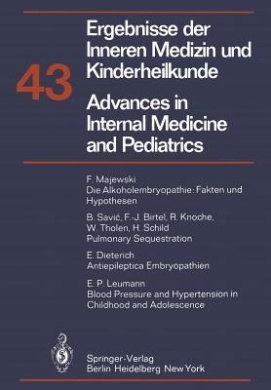 43
Ergebnisse der
Inneren Medizin und
Kinderheilkunde
Advances in
Internal Medicine
and Pediatrics
F. Majewski
Die Alkoholembryopathie: Fakten und
Hypothesen
B. Savić, F.-J. Birtel, R. Knoche,
W. Tholen, H. Schild
Pulmonary Sequestration
E. Dieterich
Antiepileptica Embryopathien
E. P. Leumann
Blood Pressure and Hypertension in
Childhood and Adolescence
Springer-Verlag
Berlin Heidelberg New York